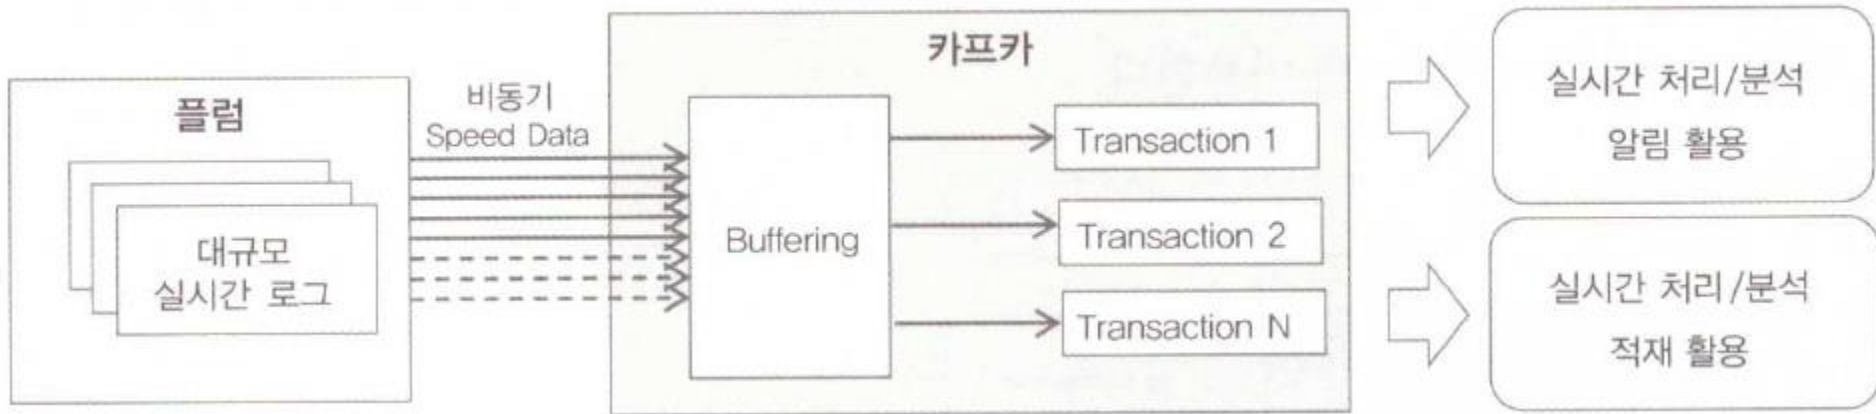 플럼
대규모
실시간 로그
비동기
Speed Data
카프카
Buffering
Transaction 1
Transaction 2
Transaction N
실시간 처리/분석
알림 활용
실시간 처리/분석
적재 활용